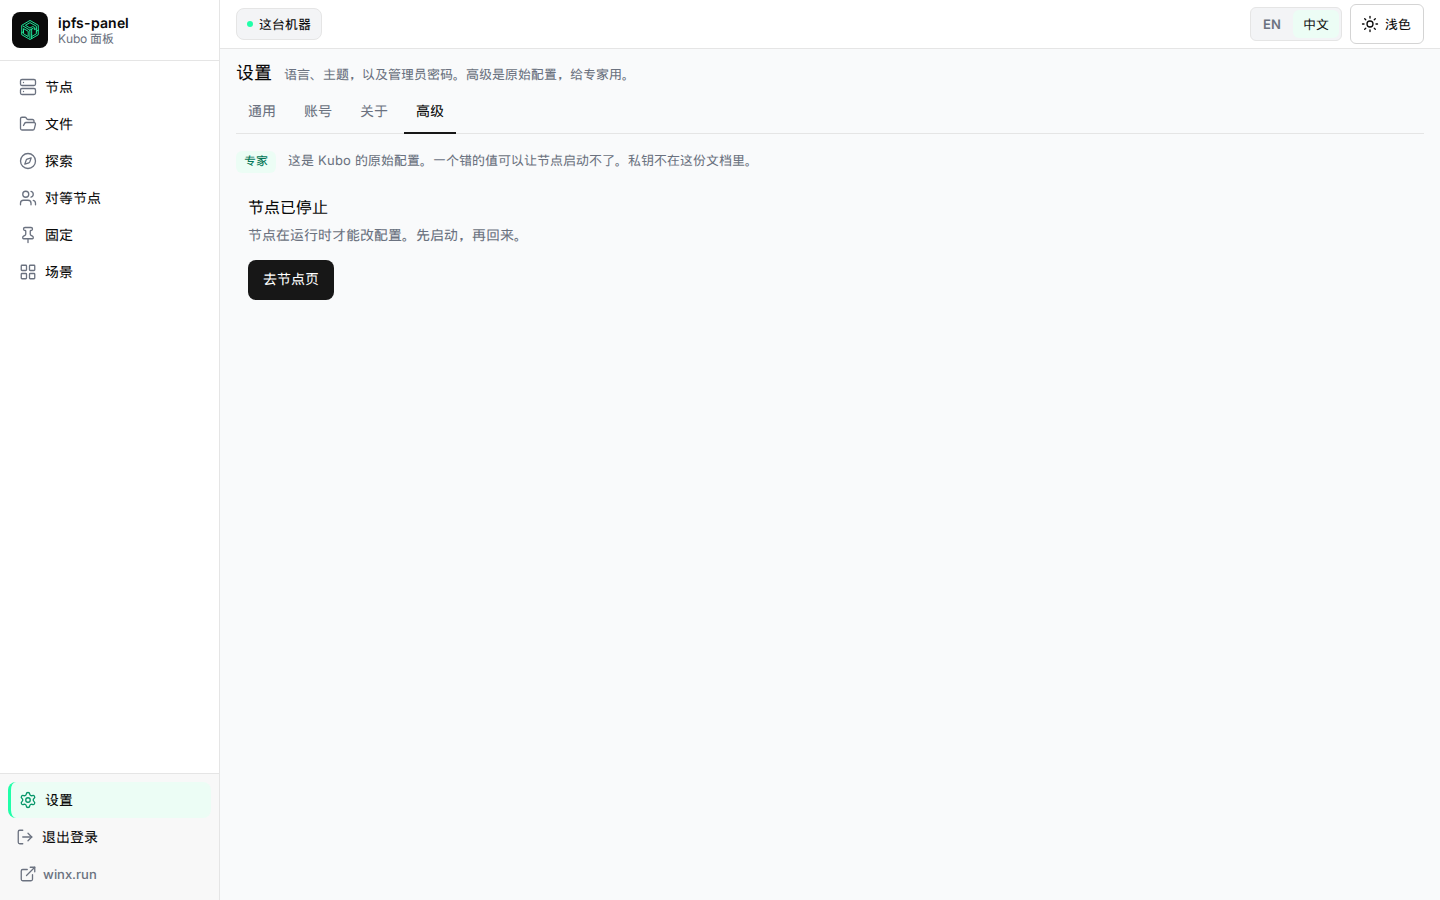 ipfs-panel
Kubo 面板
节点
文件
探索
对等节点
固定
场景
设置
退出登录
winx.run
这台机器
EN 中文 浅色
设置 语言、主题，以及管理员密码。高级是原始配置，给专家用。
通用 账号 关于 高级
专家 这是 Kubo 的原始配置。一个错的值可以让节点启动不了。私钥不在这份文档里。
节点已停止
节点在运行时才能改配置。先启动，再回来。
去节点页